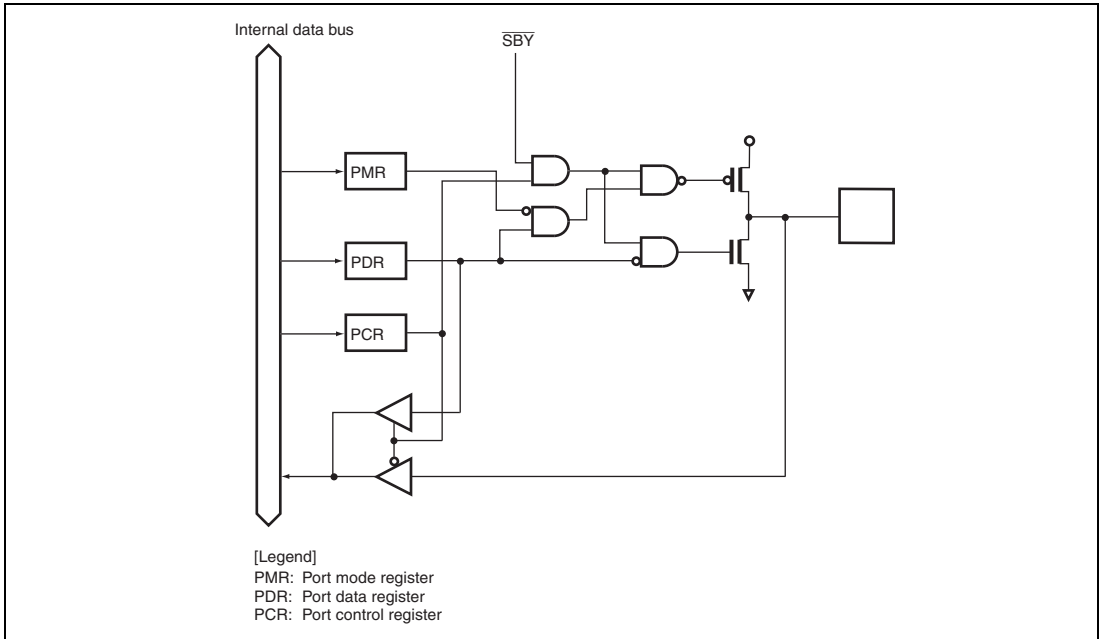 Internal data bus
SBY
PMR
PDR
PCR
[Legend]
PMR: Port mode register
PDR: Port data register
PCR: Port control register